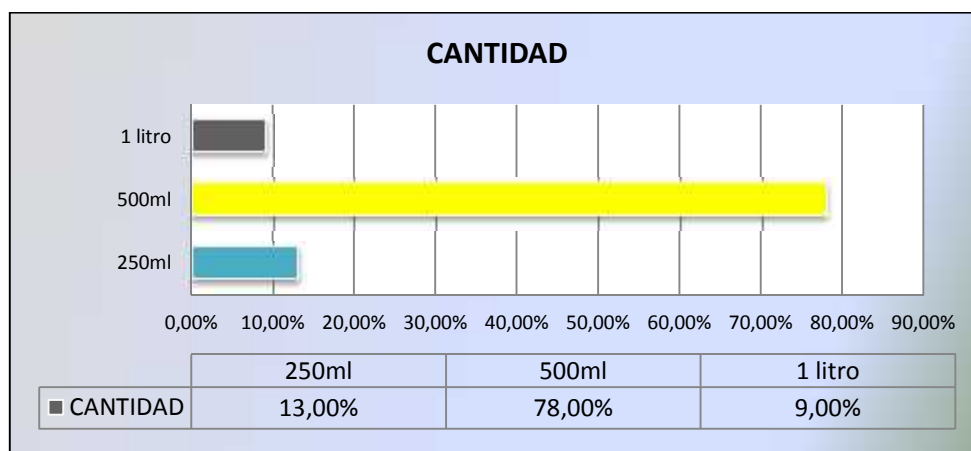 CANTIDAD
1 litro
500ml
250ml
0,00% 10,00% 20,00% 30,00% 40,00% 50,00% 60,00% 70,00% 80,00% 90,00%
250ml 500ml 1 litro
CANTIDAD 13,00% 78,00% 9,00%